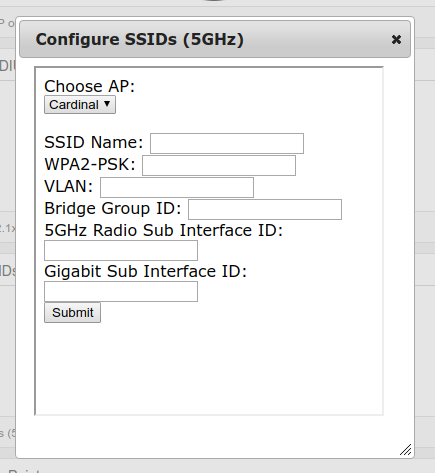 Configure SSIDs (5GHz)
Choose AP:
Cardinal
SSID Name:
WPA2-PSK:
VLAN:
Bridge Group ID:
5GHz Radio Sub Interface ID:
Gigabit Sub Interface ID:
Submit